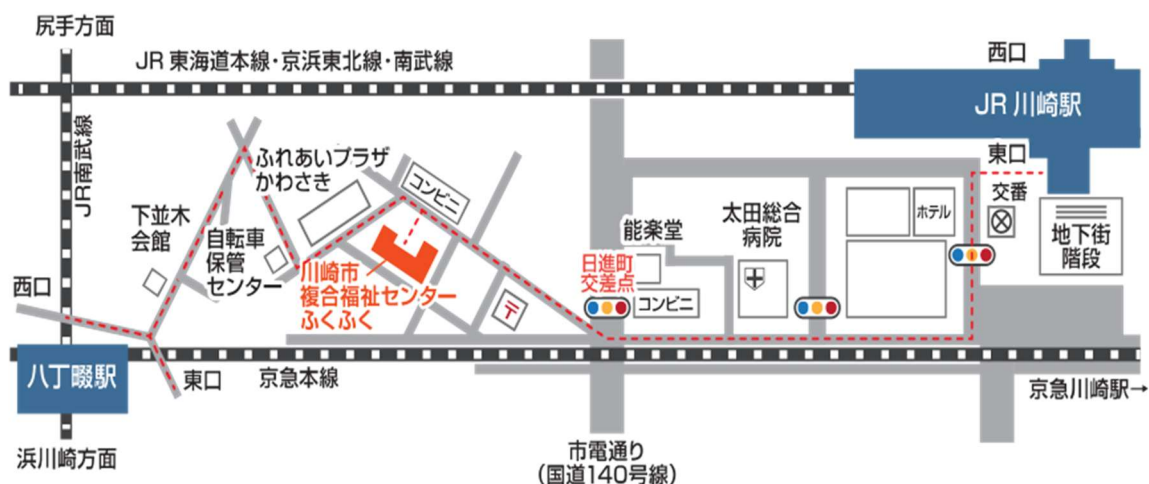 尻手方面
JR 東海道本線・京浜東北線・南武線
西口
JR 川崎駅
JR南武線
東口
ふれあいプラザ
かわさき
コンビニ
交番
下並木
会館
自転車
保管
センター
能楽堂
太田総合
病院
ホテル
地下街
階段
川崎市
複合福祉センター
ふくふく
日進町
交差点
コンビニ
〒
西口
八丁畷駅
東口
京急本線
京急川崎駅→
浜川崎方面
市電通り
(国道140号線)